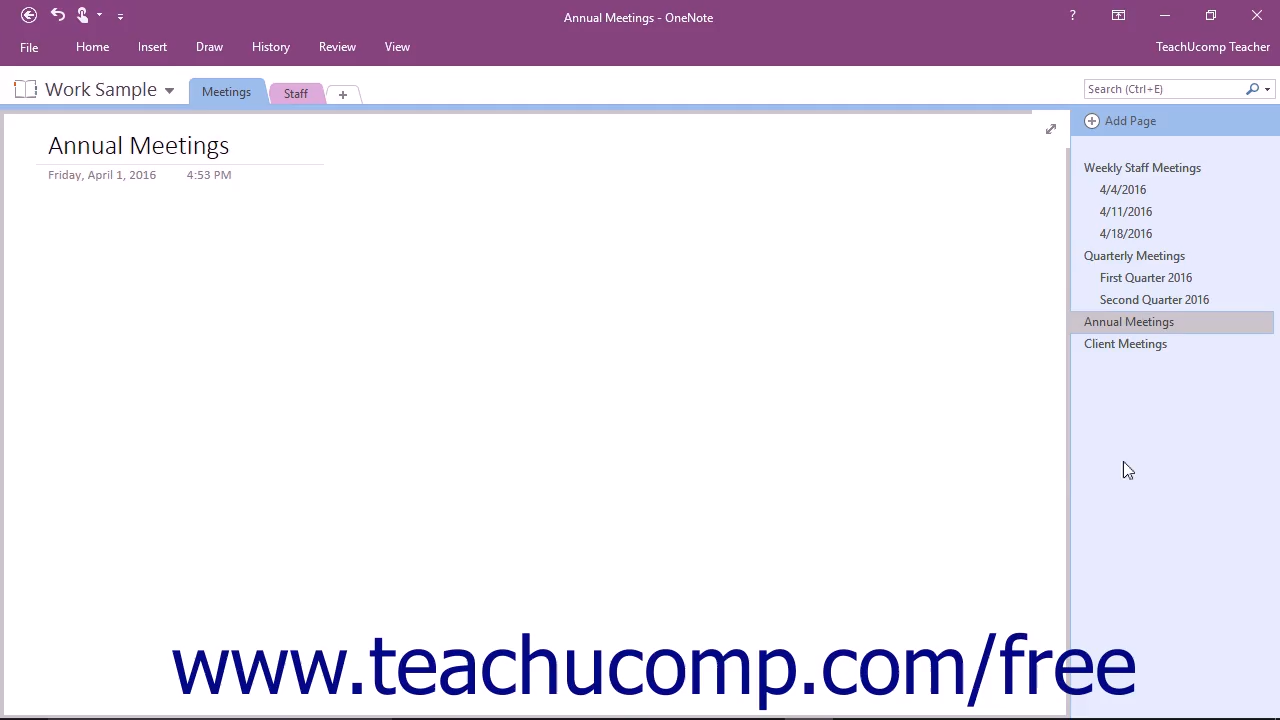 Annual Meetings - OneNote
?
File Home Insert Draw History Review View TeachUcomp Teacher
Work Sample Meetings Staff + Search (Ctrl+E)
Add Page
Annual Meetings
Friday, April 1, 2016 4:53 PM
Weekly Staff Meetings
4/4/2016
4/11/2016
4/18/2016
Quarterly Meetings
First Quarter 2016
Second Quarter 2016
Annual Meetings
Client Meetings
www.teachucomp.com/free